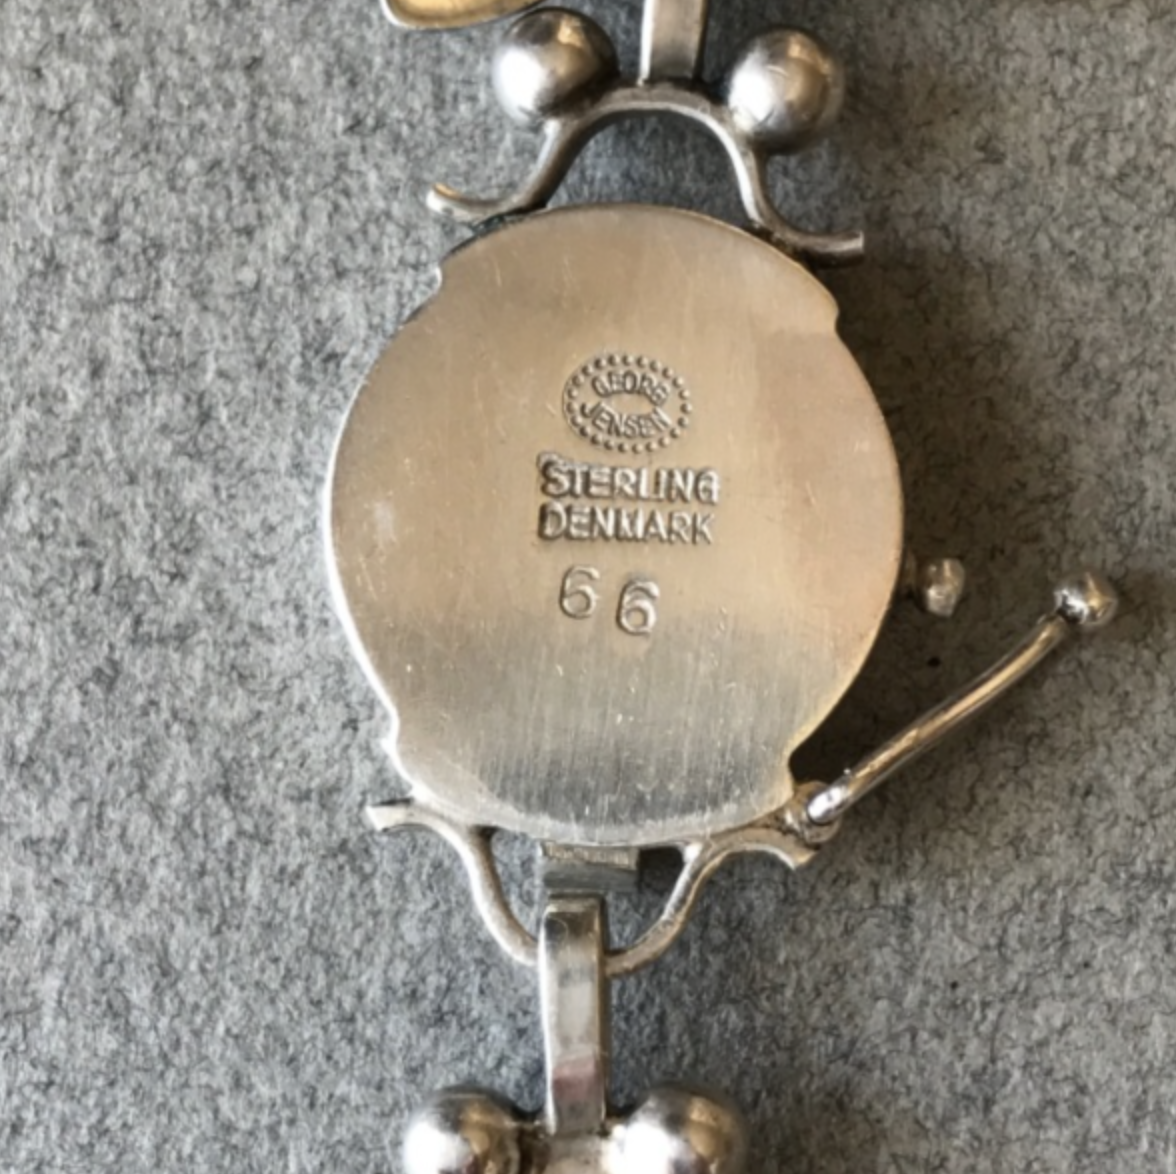 GEORG
JENSEN
STERLING
DENMARK
66